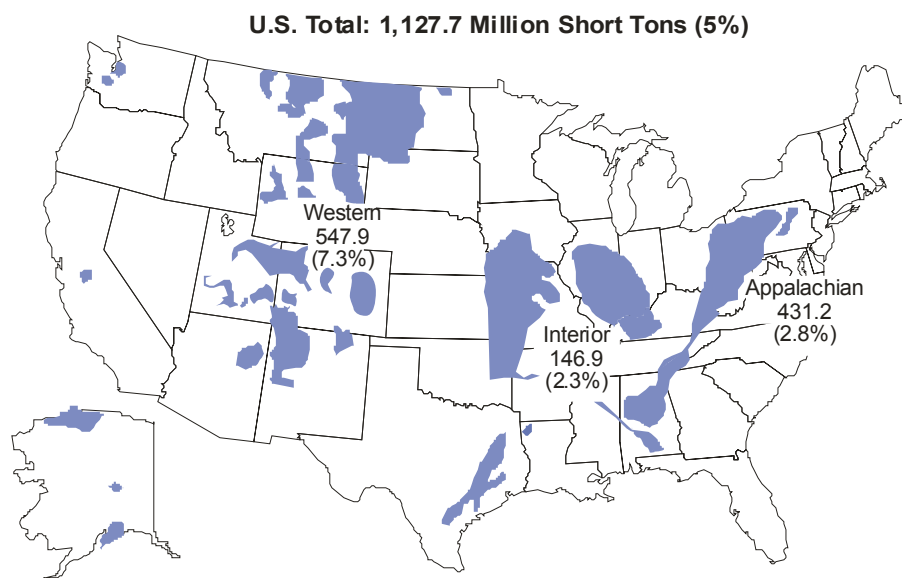 U.S. Total: 1,127.7 Million Short Tons (5%)
Western
547.9
(7.3%)
Appalachian
431.2
(2.8%)
Interior
146.9
(2.3%)